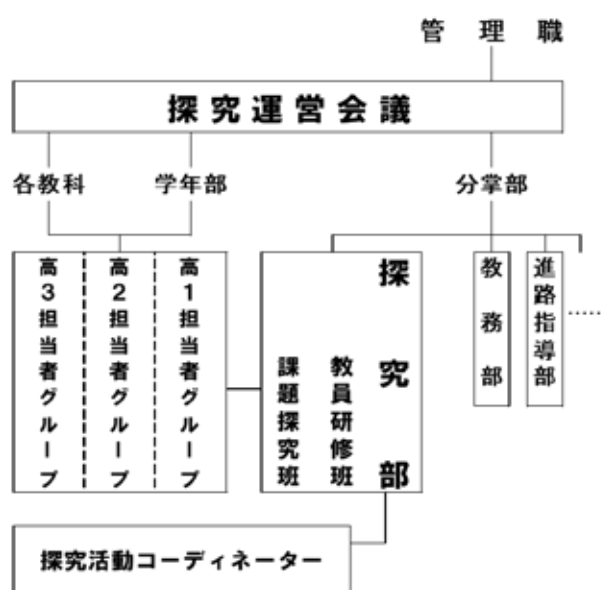 管理職
探究運営会議
各教科
学年部
分掌部
高1担当者グループ
高2担当者グループ
高3担当者グループ
探究部
教員研修班
課題探究班
教務部
進路指導部
……
探究活動コーディネーター